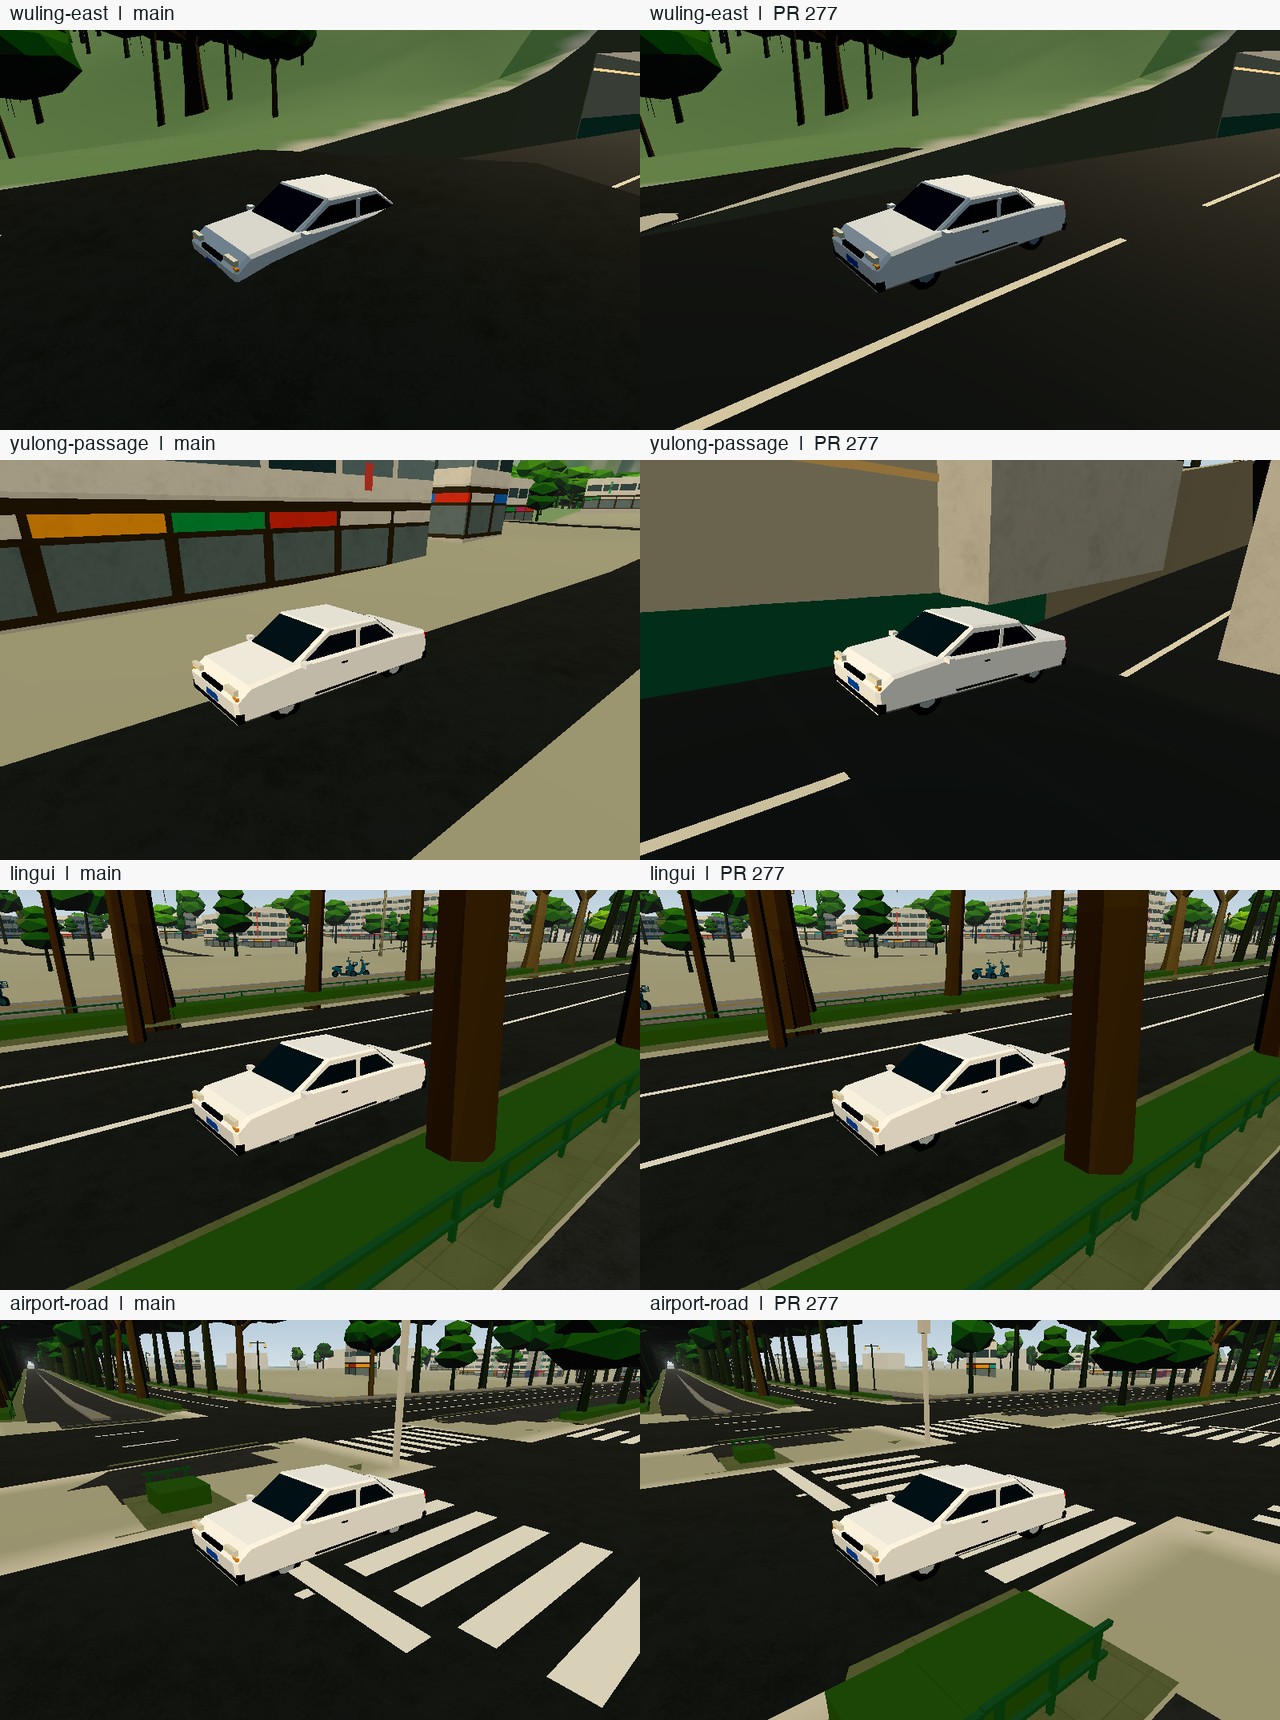 wuling-east | main
wuling-east | PR 277
yulong-passage | main
yulong-passage | PR 277
lingui | main
lingui | PR 277
airport-road | main
airport-road | PR 277